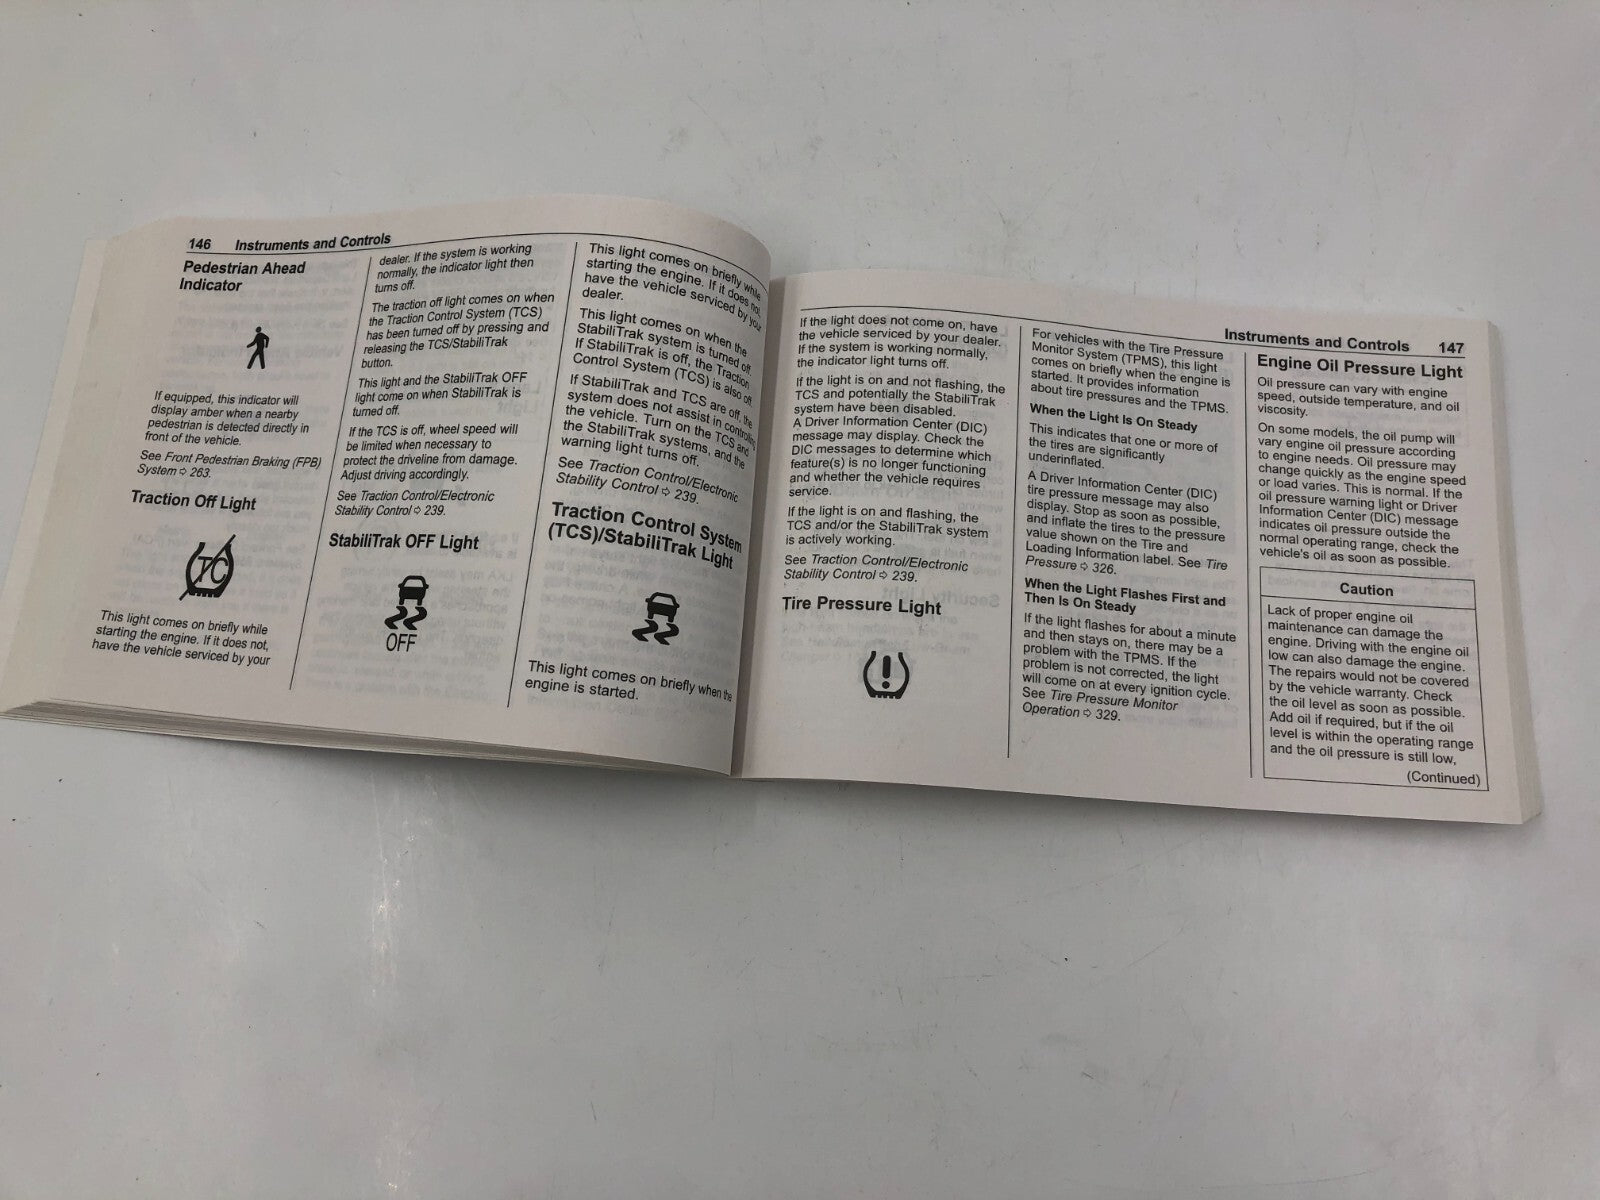 146 Instruments and Controls
Pedestrian Ahead
Indicator
If equipped, this indicator will
display amber when a nearby
pedestrian is detected directly in
front of the vehicle.
See Front Pedestrian Braking (FPB)
System ➪ 263.
Traction Off Light
TC
This light comes on briefly while
starting the engine. If it does not,
have the vehicle serviced by your
dealer. If the system is working
normally, the indicator light then
turns off.
The traction off light comes on when
the Traction Control System (TCS)
has been turned off by pressing and
releasing the TCS/StabiliTrak
button.
This light and the StabiliTrak OFF
light come on when StabiliTrak is
turned off.
If the TCS is off, wheel speed will
be limited when necessary to
protect the driveline from damage.
Adjust driving accordingly.
See Traction Control/Electronic
Stability Control ➪ 239.
StabiliTrak OFF Light
OFF
This light comes on briefly while
starting the engine. If it does not,
have the vehicle serviced by your
dealer.
This light comes on when the
StabiliTrak system is turned off.
If StabiliTrak is off, the Traction
Control System (TCS) is also off.
If StabiliTrak and TCS are off, the
system does not assist in controlling
the vehicle. Turn on the TCS and
the StabiliTrak systems, and the
warning light turns off.
See Traction Control/Electronic
Stability Control ➪ 239.
Traction Control System
(TCS)/StabiliTrak Light
This light comes on briefly when the
engine is started.
Instruments and Controls 147
If the light does not come on, have
the vehicle serviced by your dealer.
If the system is working normally,
the indicator light turns off.
If the light is on and not flashing, the
TCS and potentially the StabiliTrak
system have been disabled.
A Driver Information Center (DIC)
message may display. Check the
DIC messages to determine which
feature(s) is no longer functioning
and whether the vehicle requires
service.
If the light is on and flashing, the
TCS and/or the StabiliTrak system
is actively working.
See Traction Control/Electronic
Stability Control ➪ 239.
Tire Pressure Light
For vehicles with the Tire Pressure
Monitor System (TPMS), this light
comes on briefly when the engine is
started. It provides information
about tire pressures and the TPMS.
When the Light Is On Steady
This indicates that one or more of
the tires are significantly
underinflated.
A Driver Information Center (DIC)
tire pressure message may also
display. Stop as soon as possible,
and inflate the tires to the pressure
value shown on the Tire and
Loading Information label. See Tire
Pressure ➪ 326.
When the Light Flashes First and
Then Is On Steady
If the light flashes for about a minute
and then stays on, there may be a
problem with the TPMS. If the
problem is not corrected, the light
will come on at every ignition cycle.
See Tire Pressure Monitor
Operation ➪ 329.
Engine Oil Pressure Light
Oil pressure can vary with engine
speed, outside temperature, and oil
viscosity.
On some models, the oil pump will
vary engine oil pressure according
to engine needs. Oil pressure may
change quickly as the engine speed
or load varies. This is normal. If the
oil pressure warning light or Driver
Information Center (DIC) message
indicates oil pressure outside the
normal operating range, check the
vehicle's oil as soon as possible.
Caution
Lack of proper engine oil
maintenance can damage the
engine. Driving with the engine oil
low can also damage the engine.
The repairs would not be covered
by the vehicle warranty. Check
the oil level as soon as possible.
Add oil if required, but if the oil
level is within the operating range
and the oil pressure is still low,
(Continued)